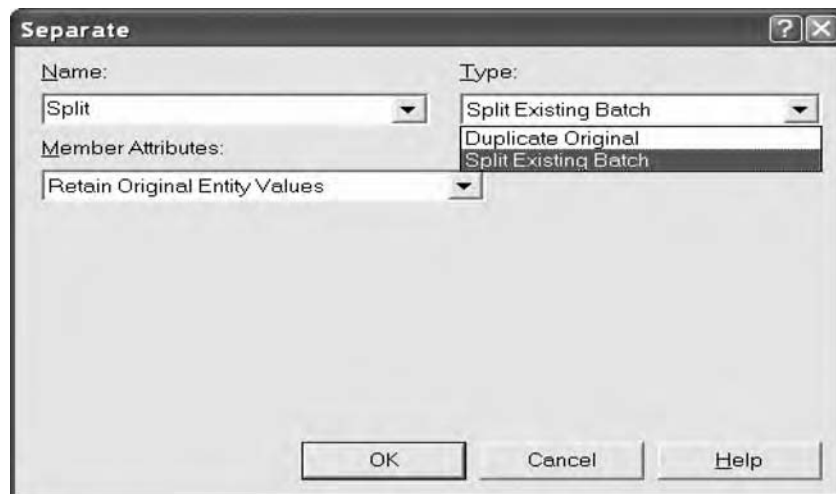 Separate
Name: Type:
Split Split Existing Batch
Duplicate Original
Member Attributes: Split Existing Batch
Retain Original Entity Values
OK Cancel Help